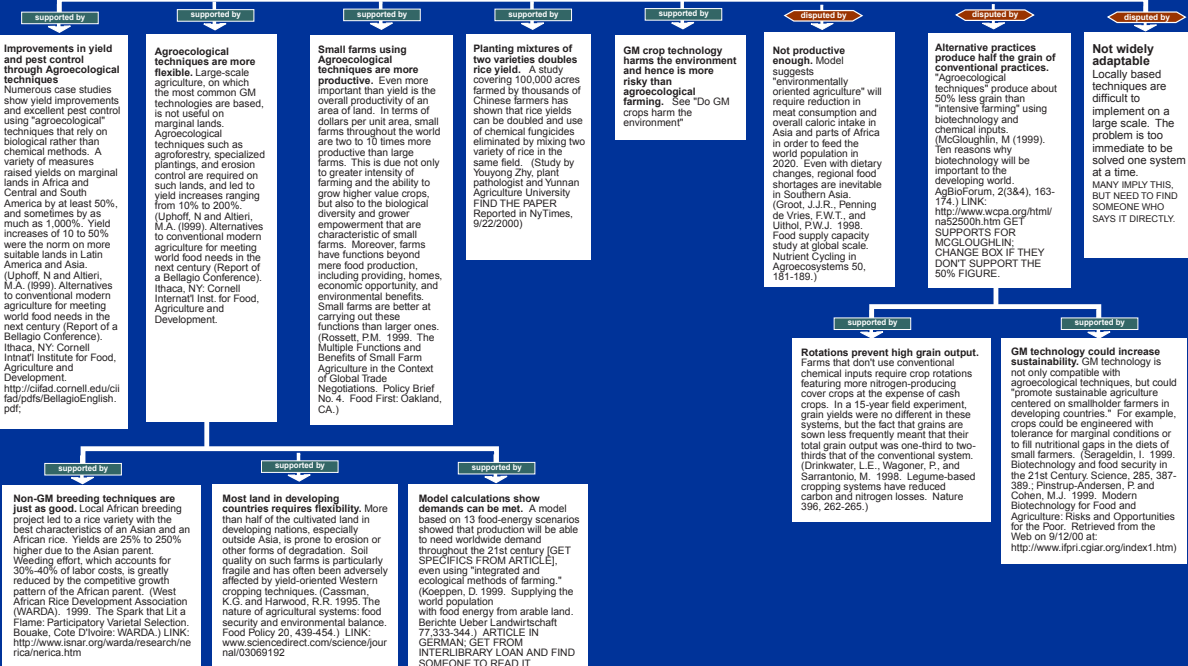 supported by
supported by
supported by
supported by
supported by
disputed by
disputed by
disputed by
Improvements in yield
and pest control
through Agroecological
techniques
Numerous case studies
show yield improvements
and excellent pest control
using "agroecological"
techniques that rely on
biological rather than
chemical methods. A
variety of measures
raised yields on marginal
lands in Africa and
Central and South
America by at least 50%,
and sometimes by as
much as 1,000%. Yield
increases of 10 to 50%
were the norm on more
suitable lands in Latin
America and Asia.
(Uphoff, N and Altieri,
M.A. (I999). Alternatives
to conventional modern
agriculture for meeting
world food needs in the
next century (Report of a
Bellagio Conference).
Ithaca, NY: Cornell
Intnat'l Institute for Food,
Agriculture and
Development.
http://ciifad.cornell.edu/cii
fad/pdfs/BellagioEnglish.
pdf;
Agroecological
techniques are more
flexible. Large-scale
agriculture, on which
the most common GM
technologies are based,
is not useful on
marginal lands.
Agroecological
techniques such as
agroforestry, specialized
plantings, and erosion
control are required on
such lands, and led to
yield increases ranging
from 10% to 200%.
(Uphoff, N and Altieri,
M.A. (I999). Alternatives
to conventional modern
agriculture for meeting
world food needs in the
next century (Report of
a Bellagio Conference).
Ithaca, NY: Cornell
Internat'l Inst. for Food,
Agriculture and
Development.
Small farms using
Agroecological
techniques are more
productive. Even more
important than yield is the
overall productivity of an
area of land. In terms of
dollars per unit area, small
farms throughout the world
are two to 10 times more
productive than large
farms. This is due not only
to greater intensity of
farming and the ability to
grow higher value crops,
but also to the biological
diversity and grower
empowerment that are
characteristic of small
farms. Moreover, farms
have functions beyond
mere food production,
including providing, homes,
economic opportunity, and
environmental benefits.
Small farms are better at
carrying out these
functions than larger ones.
(Rossett, P.M. 1999. The
Multiple Functions and
Benefits of Small Farm
Agriculture in the Context
of Global Trade
Negotiations. Policy Brief
No. 4. Food First: Oakland,
CA.)
Planting mixtures of
two varieties doubles
rice yield. A study
covering 100,000 acres
farmed by thousands of
Chinese farmers has
shown that rice yields
can be doubled and use
of chemical fungicides
eliminated by mixing two
variety of rice in the
same field. (Study by
Youyong Zhy, plant
pathologist and Yunnan
Agriculture University
FIND THE PAPER
Reported in NyTimes,
9/22/2000)
GM crop technology
harms the environment
and hence is more
risky than
agroecological
farming. See "Do GM
crops harm the
environment"
Not productive
enough. Model
suggests
"environmentally
oriented agriculture" will
require reduction in
meat consumption and
overall caloric intake in
Asia and parts of Africa
in order to feed the
world population in
2020. Even with dietary
changes, regional food
shortages are inevitable
in Southern Asia.
(Groot, J.J.R., Penning
de Vries, F.W.T., and
Uithol, P.W.J. 1998.
Food supply capacity
study at global scale.
Nutrient Cycling in
Agroecosystems 50,
181-189.)
Alternative practices
produce half the grain of
conventional practices.
"Agroecological
techniques" produce about
50% less grain than
"intensive farming" using
biotechnology and
chemical inputs.
(McGloughlin, M (1999).
Ten reasons why
biotechnology will be
important to the
developing world.
AgBioForum, 2(3&4), 163-
174.) LINK:
http://www.wcpa.org/html/
na52500h.htm GET
SUPPORTS FOR
MCGLOUGHLIN;
CHANGE BOX IF THEY
DON'T SUPPORT THE
50% FIGURE.
Not widely
adaptable
Locally based
techniques are
difficult to
implement on a
large scale. The
problem is too
immediate to be
solved one system
at a time.
MANY IMPLY THIS,
BUT NEED TO FIND
SOMEONE WHO
SAYS IT DIRECTLY.
supported by
supported by
Rotations prevent high grain output.
Farms that don't use conventional
chemical inputs require crop rotations
featuring more nitrogen-producing
cover crops at the expense of cash
crops. In a 15-year field experiment,
grain yields were no different in these
systems, but the fact that grains are
sown less frequently meant that their
total grain output was one-third to two-
thirds that of the conventional system.
(Drinkwater, L.E., Wagoner, P., and
Sarrantonio, M. 1998. Legume-based
cropping systems have reduced
carbon and nitrogen losses. Nature
396, 262-265.)
GM technology could increase
sustainability. GM technology is
not only compatible with
agroecological techniques, but could
"promote sustainable agriculture
centered on smallholder farmers in
developing countries." For example,
crops could be engineered with
tolerance for marginal conditions or
to fill nutritional gaps in the diets of
small farmers. (Serageldin, I. 1999.
Biotechnology and food security in
the 21st Century. Science, 285, 387-
389.; Pinstrup-Andersen, P. and
Cohen, M.J. 1999. Modern
Biotechnology for Food and
Agriculture: Risks and Opportunities
for the Poor. Retrieved from the
Web on 9/12/00 at:
http://www.ifpri.cgiar.org/index1.htm)
supported by
supported by
supported by
Non-GM breeding techniques are
just as good. Local African breeding
project led to a rice variety with the
best characteristics of an Asian and an
African rice. Yields are 25% to 250%
higher due to the Asian parent.
Weeding effort, which accounts for
30%-40% of labor costs, is greatly
reduced by the competitive growth
pattern of the African parent. (West
African Rice Development Association
(WARDA). 1999. The Spark that Lit a
Flame: Participatory Varietal Selection.
Bouake, Cote D'Ivoire: WARDA.) LINK:
http://www.isnar.org/warda/research/ne
rica/nerica.htm
Most land in developing
countries requires flexibility. More
than half of the cultivated land in
developing nations, especially
outside Asia, is prone to erosion or
other forms of degradation. Soil
quality on such farms is particularly
fragile and has often been adversely
affected by yield-oriented Western
cropping techniques. (Cassman,
K.G. and Harwood, R.R. 1995. The
nature of agricultural systems: food
security and environmental balance.
Food Policy 20, 439-454.) LINK:
www.sciencedirect.com/science/jour
nal/03069192
Model calculations show
demands can be met. A model
based on 13 food-energy scenarios
showed that production will be able
to need worldwide demand
throughout the 21st century [GET
SPECIFICS FROM ARTICLE],
even using "integrated and
ecological methods of farming."
(Koeppen, D. 1999. Supplying the
world population
with food energy from arable land.
Berichte Ueber Landwirtschaft
77,333-344.) ARTICLE IN
GERMAN; GET FROM
INTERLIBRARY LOAN AND FIND
SOMEONE TO READ IT